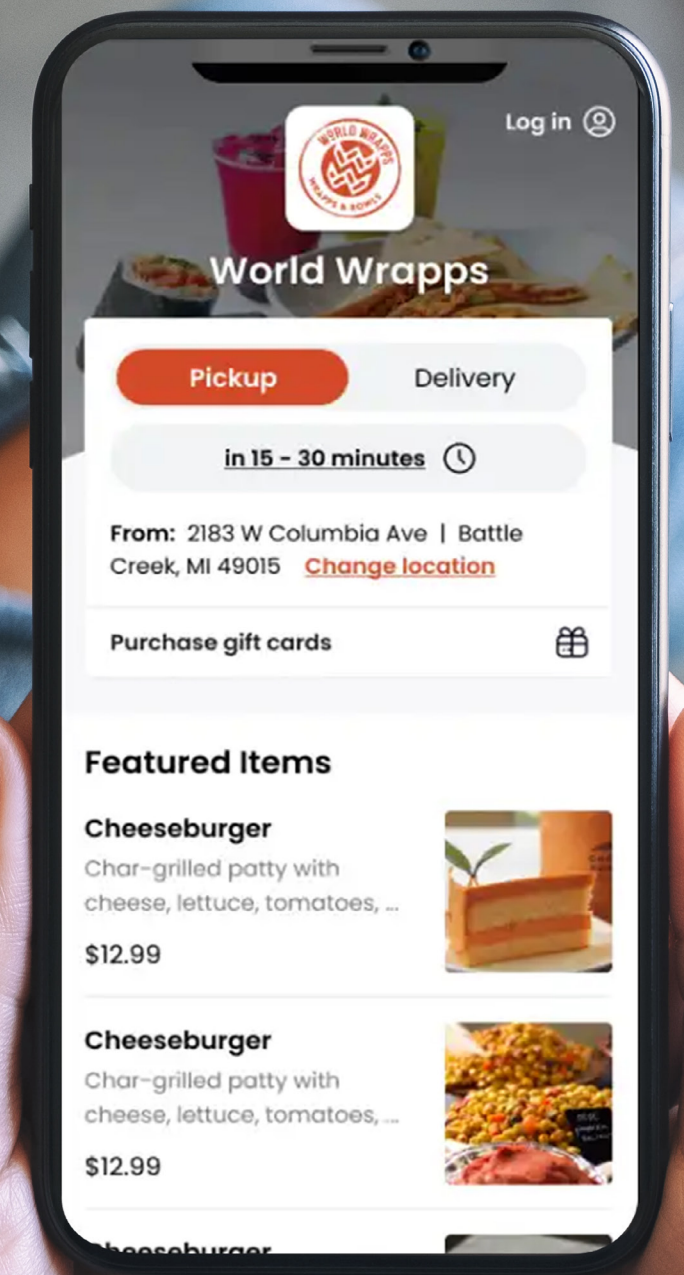 Log in
WORLD WRAPPS
WRAPPS & BOWLS
World Wrapps
Pickup
Delivery
in 15 - 30 minutes
From: 2183 W Columbia Ave | Battle
Creek, MI 49015 Change location
Purchase gift cards
Featured Items
Cheeseburger
Char-grilled patty with
cheese, lettuce, tomatoes, ...
$12.99
Cheeseburger
Char-grilled patty with
cheese, lettuce, tomatoes, ...
$12.99
Cheeseburger